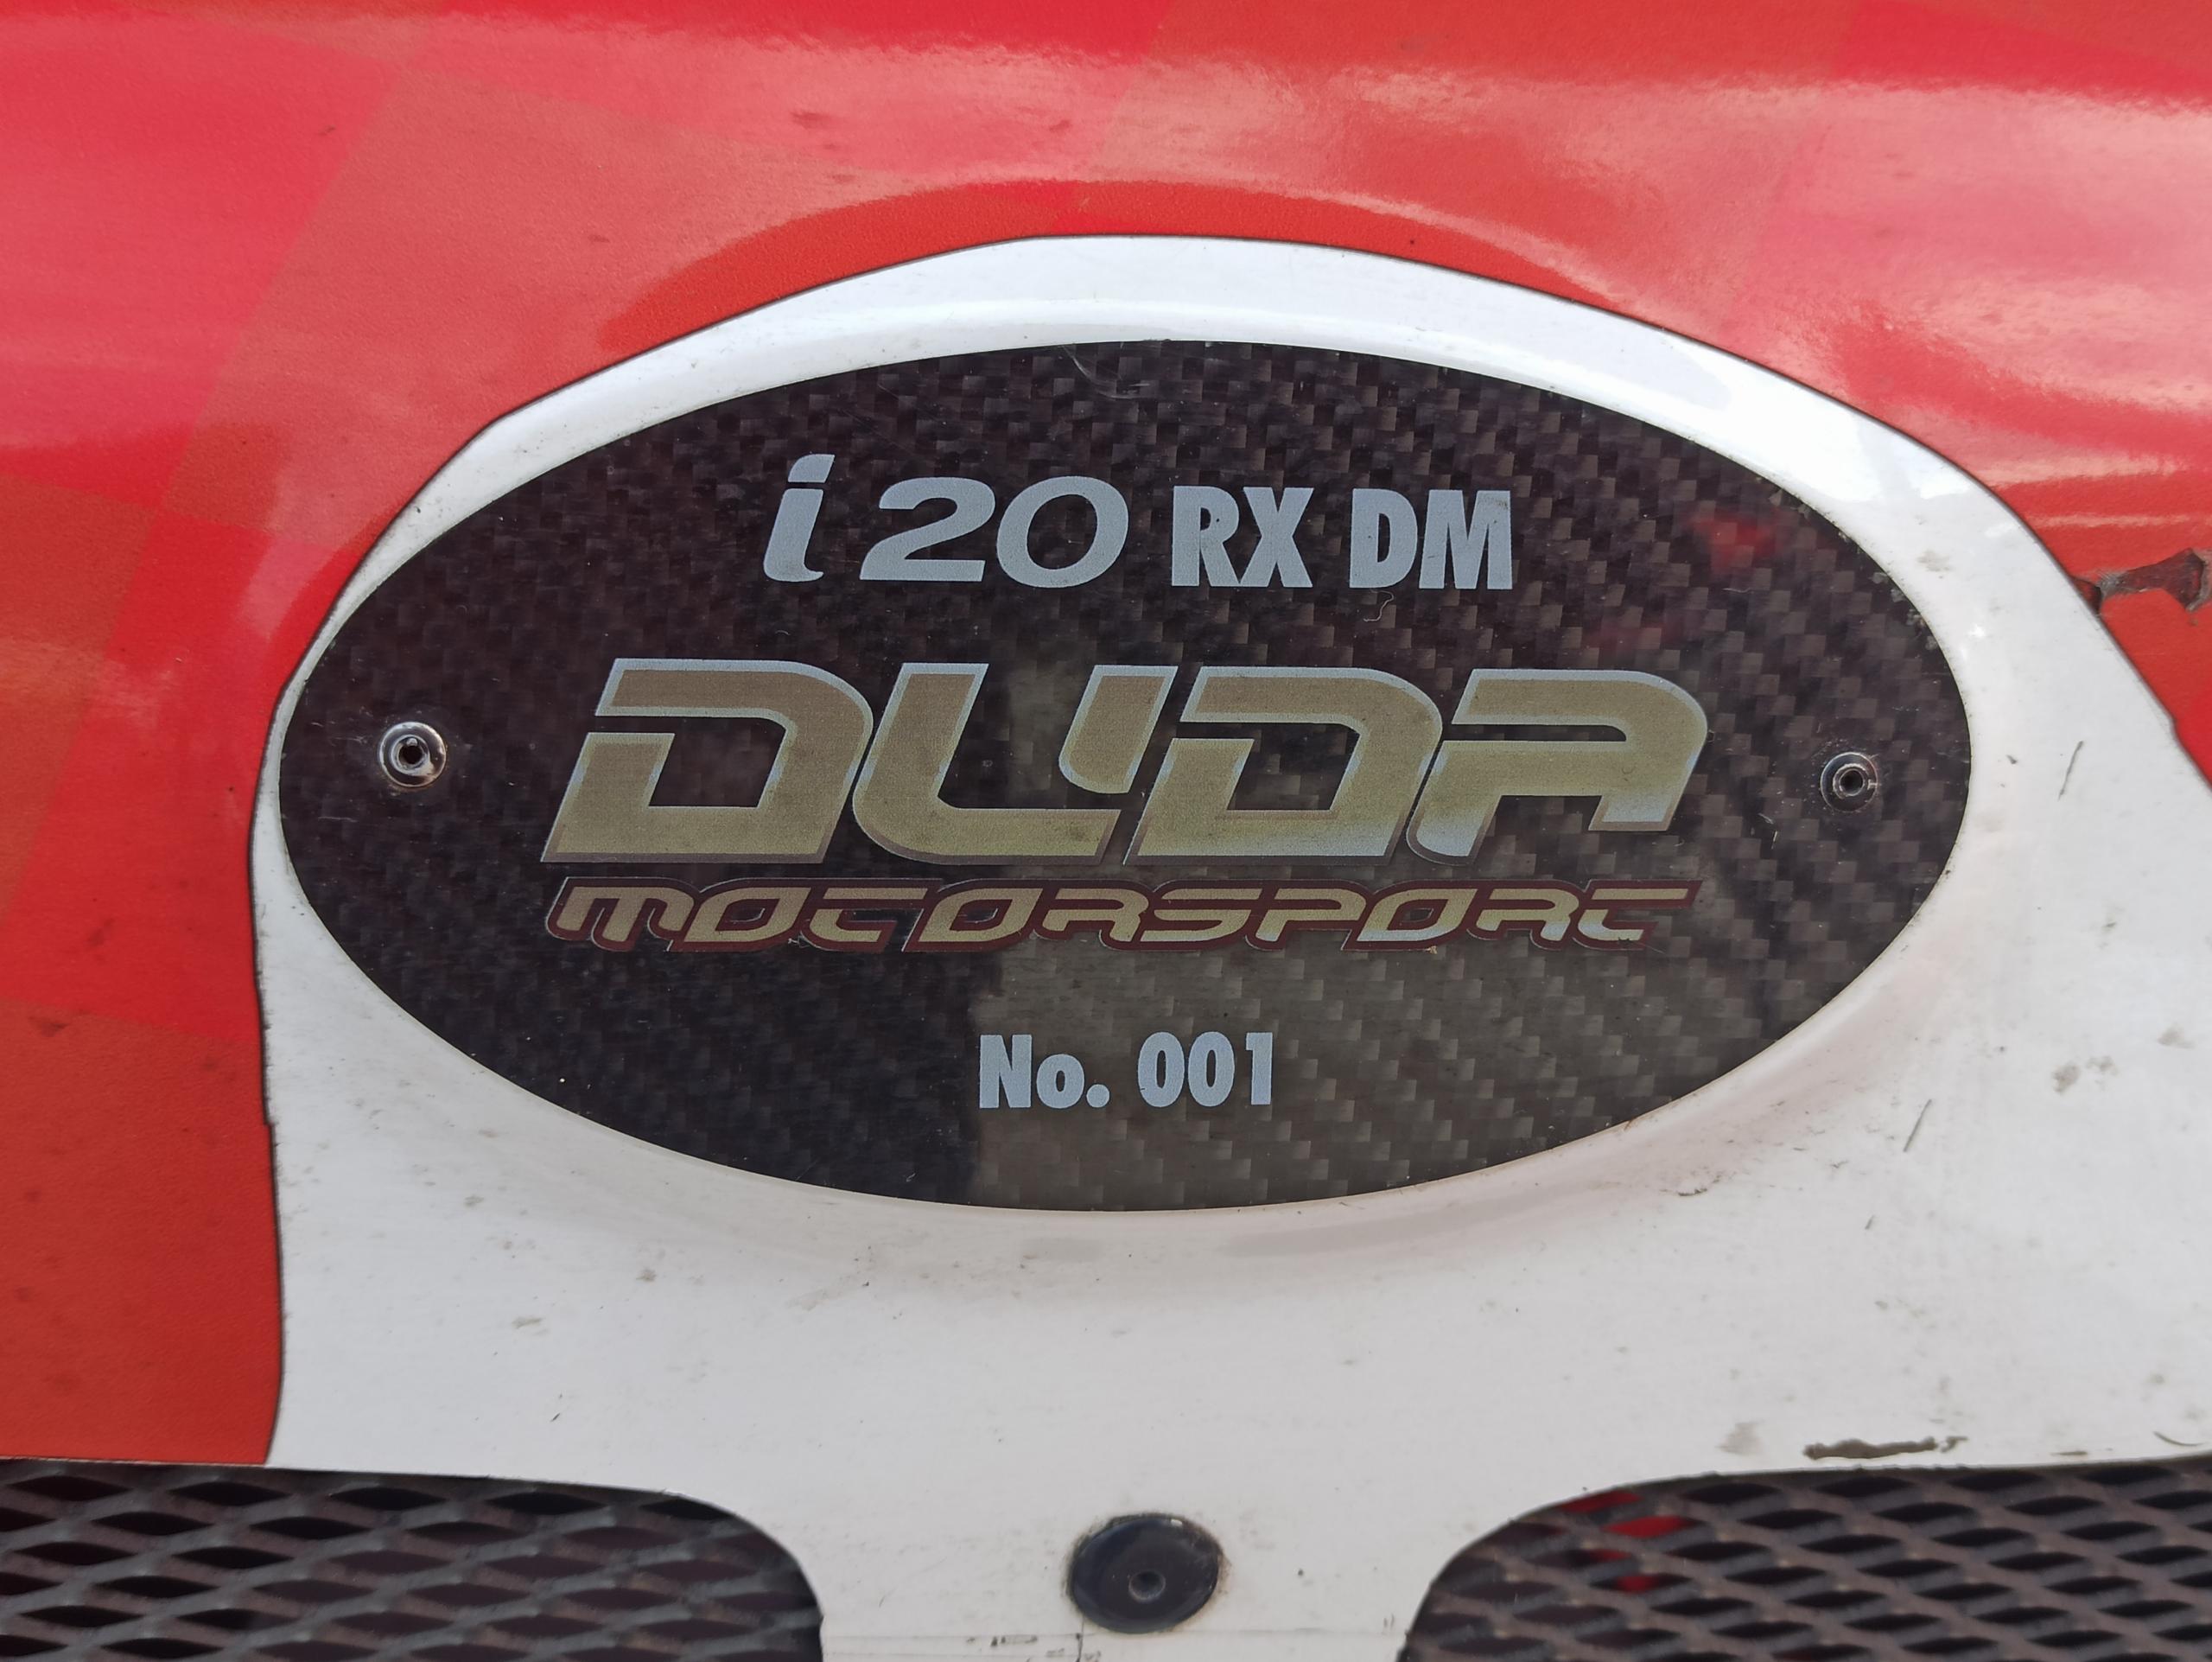 i20 RX DM
DUDA
MOTORSPORT
No. 001